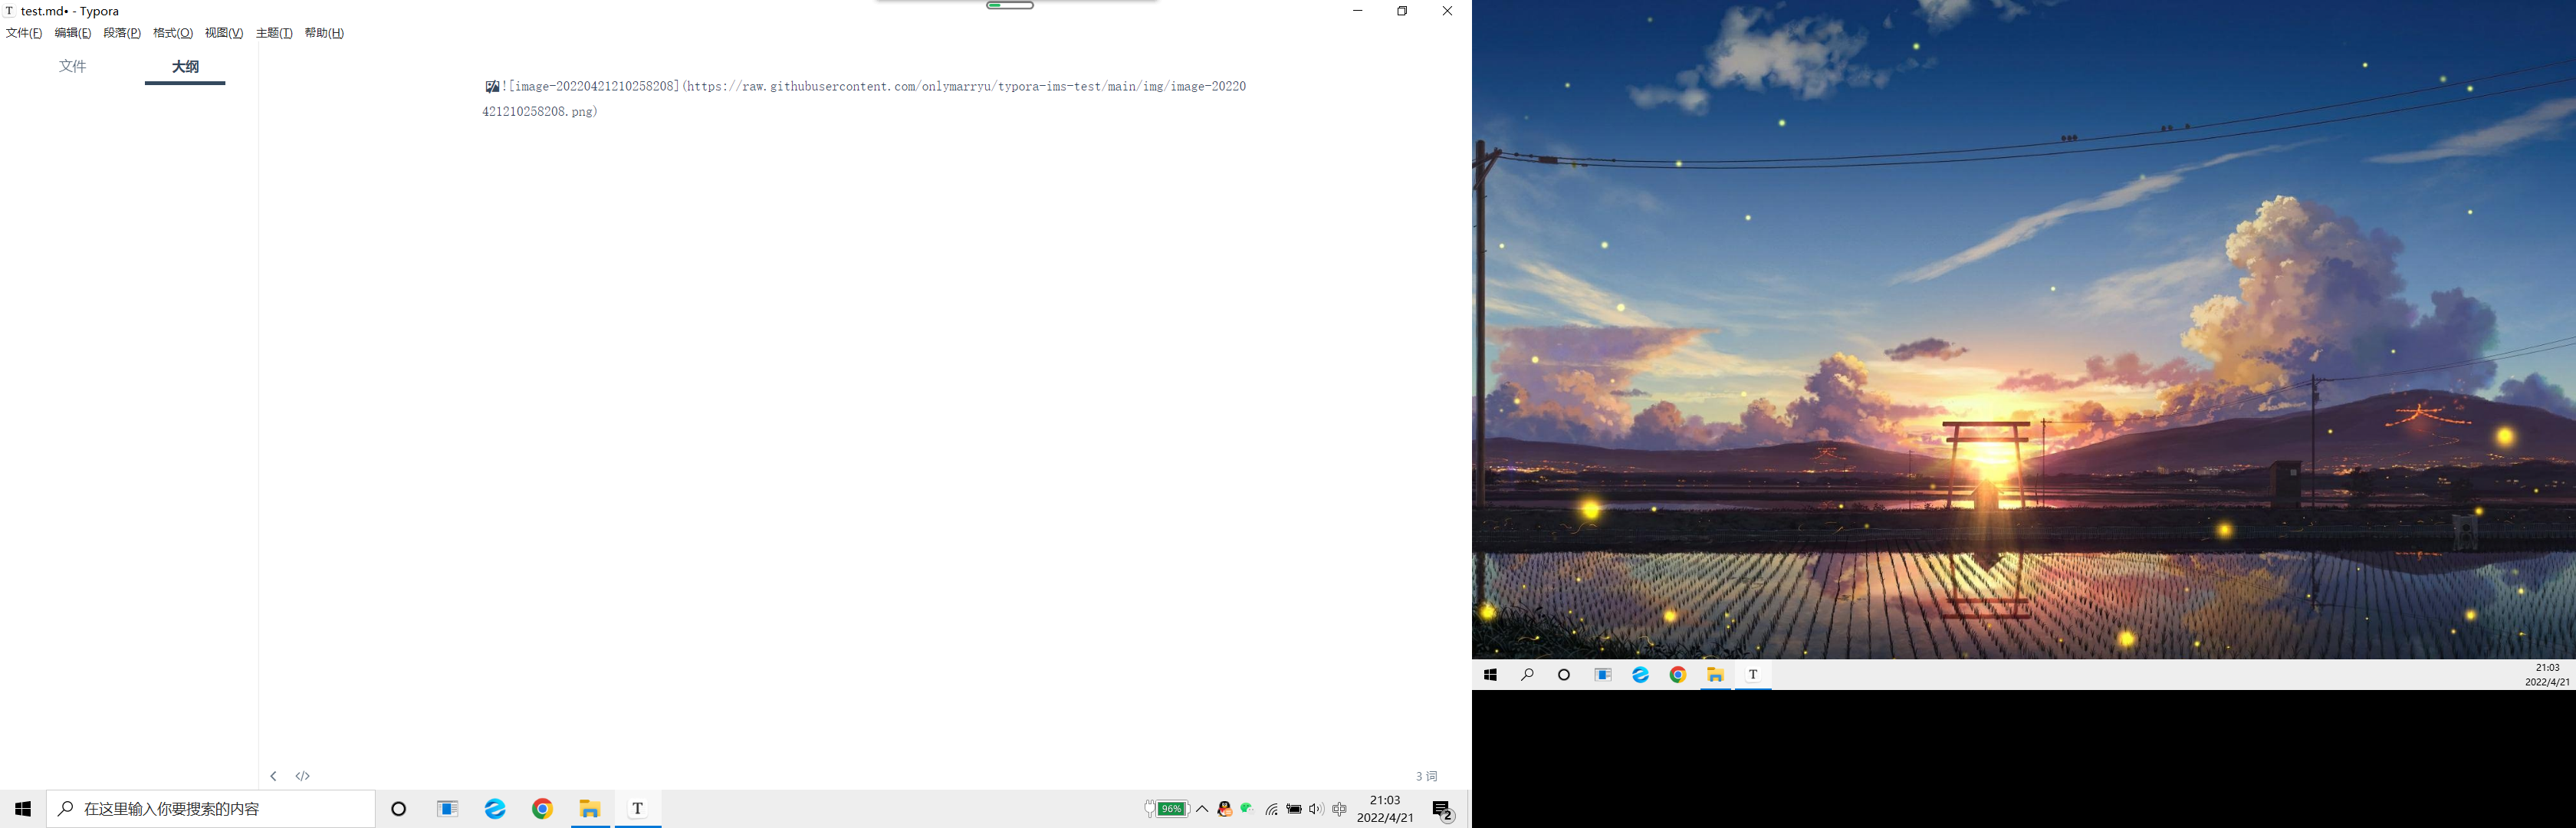 test.md• - Typora
文件(F) 编辑(E) 段落(P) 格式(O) 视图(V) 主题(T) 帮助(H)
文件 大纲
![image-20220421210258208](https://raw.githubusercontent.com/onlymarryu/typora-ims-test/main/img/image-20220
421210258208.png)
3 词
在这里输入你要搜索的内容
96%
21:03
2022/4/21
2
21:03
2022/4/21